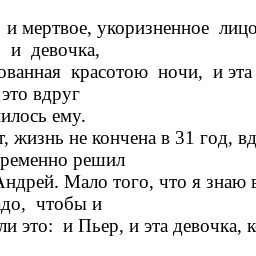 и мертвое, укоризненное лицо
и девочка,
ованная красотою ночи, и эта
это вдруг
илось ему.
т, жизнь не кончена в 31 год, вд
ременно решил
Андрей. Мало того, что я знаю в
адо, чтобы и
ли это: и Пьер, и эта девочка, к